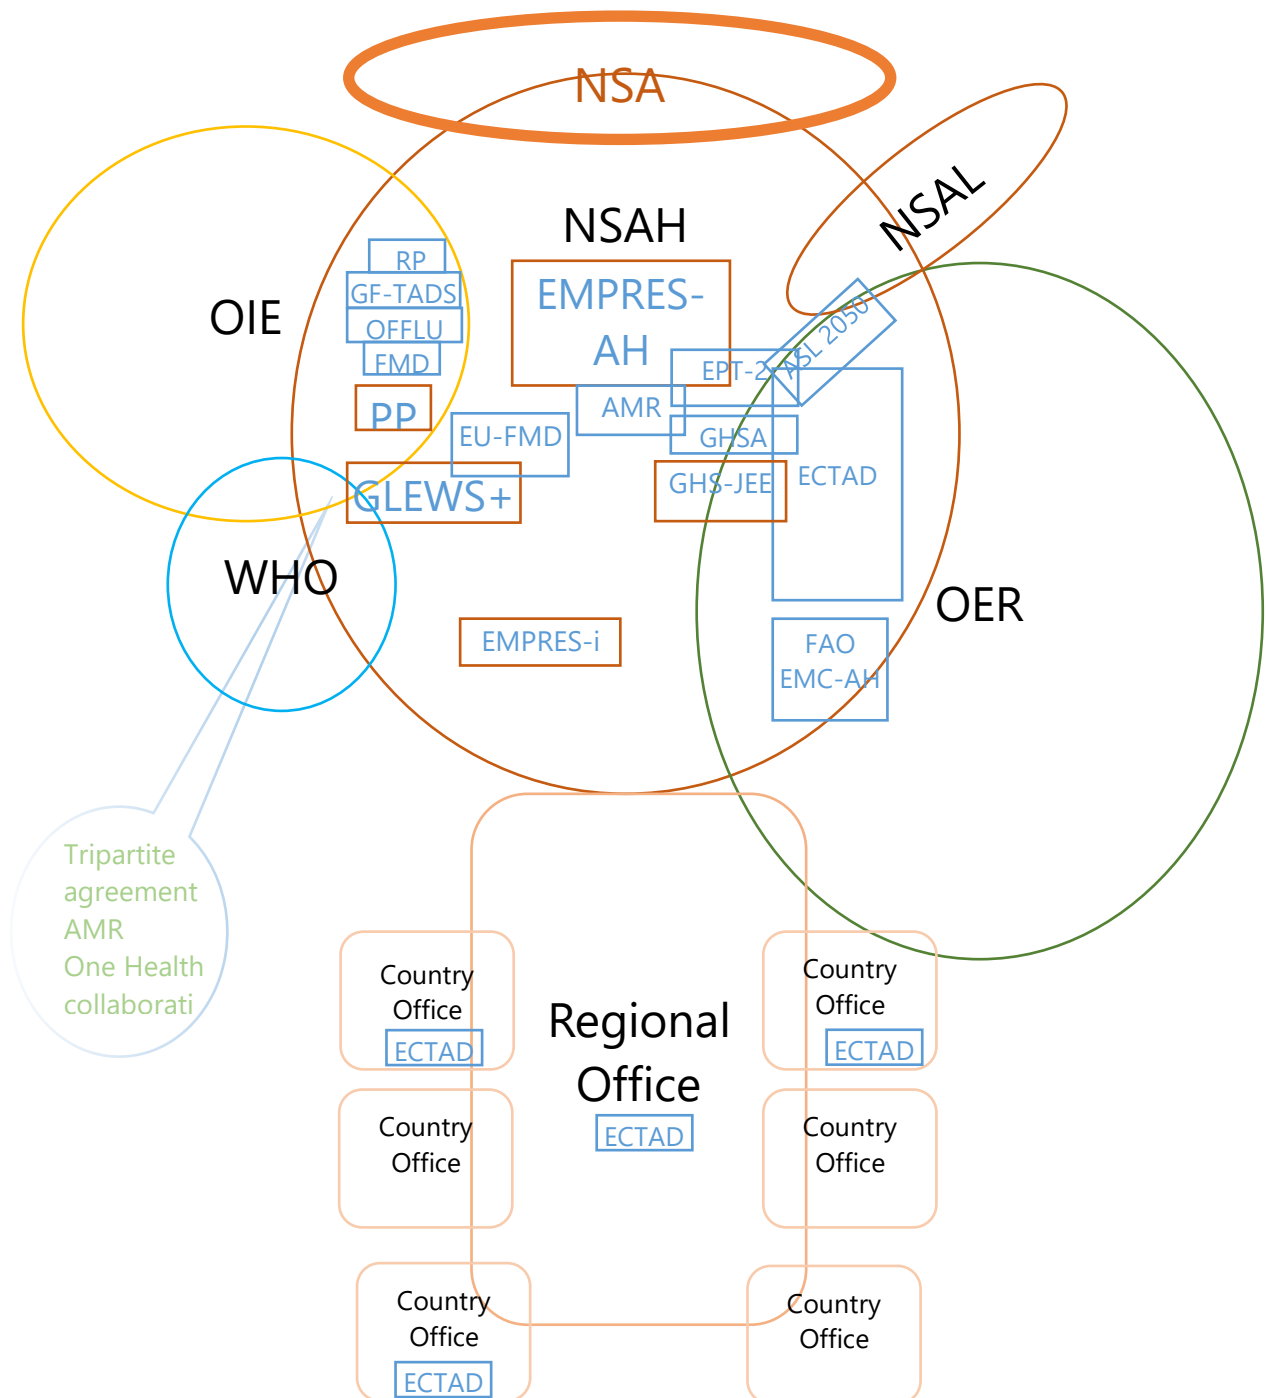 NSA
NSAL
NSAH
OIE
RP
GF-TADS
OFFLU
FMD
PP
EMPRES-
AH
EPT-2
ASL 2050
AMR
EU-FMD
GHSA
GHS-JEE
ECTAD
GLEWS+
WHO
OER
EMPRES-i
FAO
EMC-AH
Tripartite
agreement
AMR
One Health
collaborati
Country
Office
ECTAD
Regional
Office
ECTAD
Country
Office
ECTAD
Country
Office
Country
Office
Country
Office
ECTAD
Country
Office